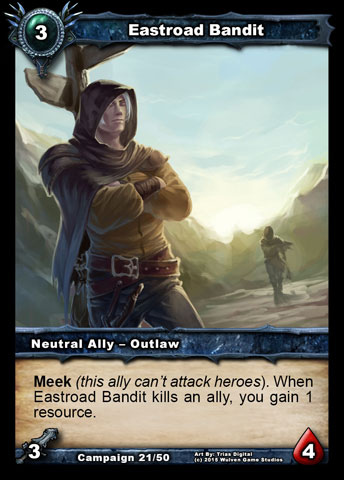 3
Eastroad Bandit
Neutral Ally – Outlaw
Meek (this ally can't attack heroes). When
Eastroad Bandit kills an ally, you gain 1
resource.
3
Campaign 21/50
Art By: Trias Digital
(c) 2015 Wulven Game Studios
4